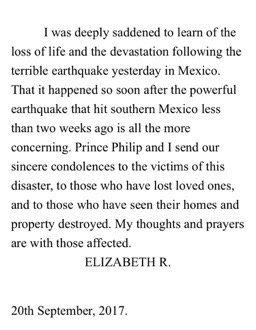 I was deeply saddened to learn of the
loss of life and the devastation following the
terrible earthquake yesterday in Mexico.
That it happened so soon after the powerful
earthquake that hit southern Mexico less
than two weeks ago is all the more
concerning. Prince Philip and I send our
sincere condolences to the victims of this
disaster, to those who have lost loved ones,
and to those who have seen their homes and
property destroyed. My thoughts and prayers
are with those affected.
ELIZABETH R.
20th September, 2017.